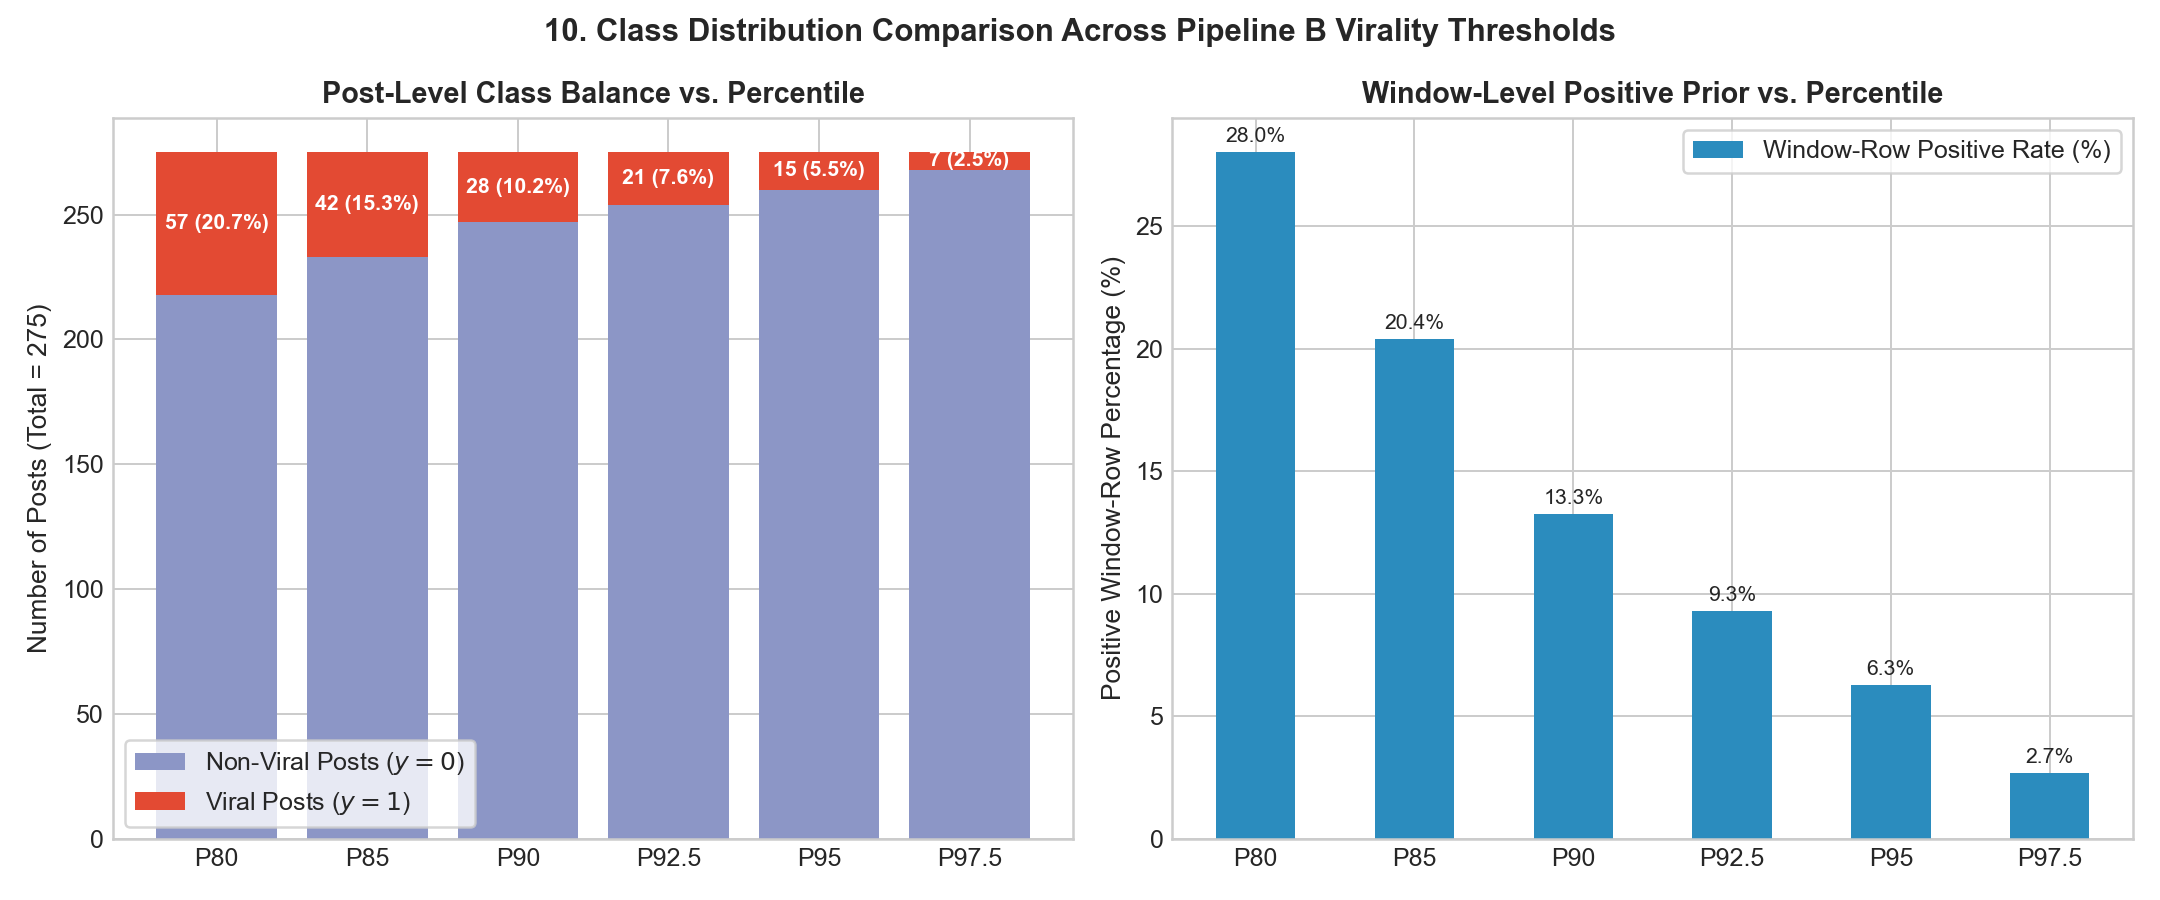 10. Class Distribution Comparison Across Pipeline B Virality Thresholds
Post-Level Class Balance vs. Percentile
Number of Posts (Total = 275)
250
200
150
100
50
0
57 (20.7%)
42 (15.3%)
28 (10.2%)
21 (7.6%)
15 (5.5%)
7 (2.5%)
Non-Viral Posts (y = 0)
Viral Posts (y = 1)
P80
P85
P90
P92.5
P95
P97.5
Window-Level Positive Prior vs. Percentile
Positive Window-Row Percentage (%)
25
20
15
10
5
0
Window-Row Positive Rate (%)
28.0%
20.4%
13.3%
9.3%
6.3%
2.7%
P80
P85
P90
P92.5
P95
P97.5